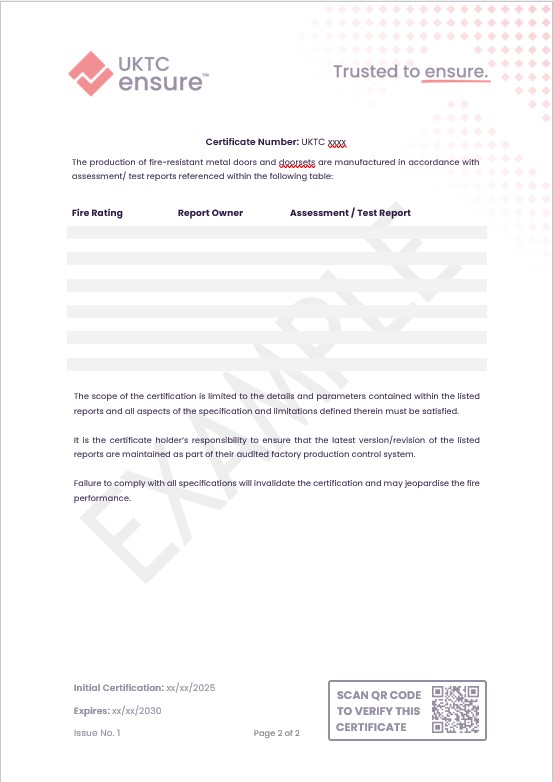 UKTC
ensure™
Trusted to ensure.
Certificate Number: UKTC xxxx
The production of fire-resistant metal doors and doorsets are manufactured in accordance with
assessment/ test reports referenced within the following table:
Fire Rating Report Owner Assessment / Test Report
EXAMPLE
The scope of the certification is limited to the details and parameters contained within the listed
reports and all aspects of the specification and limitations defined therein must be satisfied.
It is the certificate holder's responsibility to ensure that the latest version/revision of the listed
reports are maintained as part of their audited factory production control system.
Failure to comply with all specifications will invalidate the certification and may jeopardise the fire
performance.
Initial Certification: xx/xx/2025
Expires: xx/xx/2030
Issue No. 1
Page 2 of 2
SCAN QR CODE
TO VERIFY THIS
CERTIFICATE